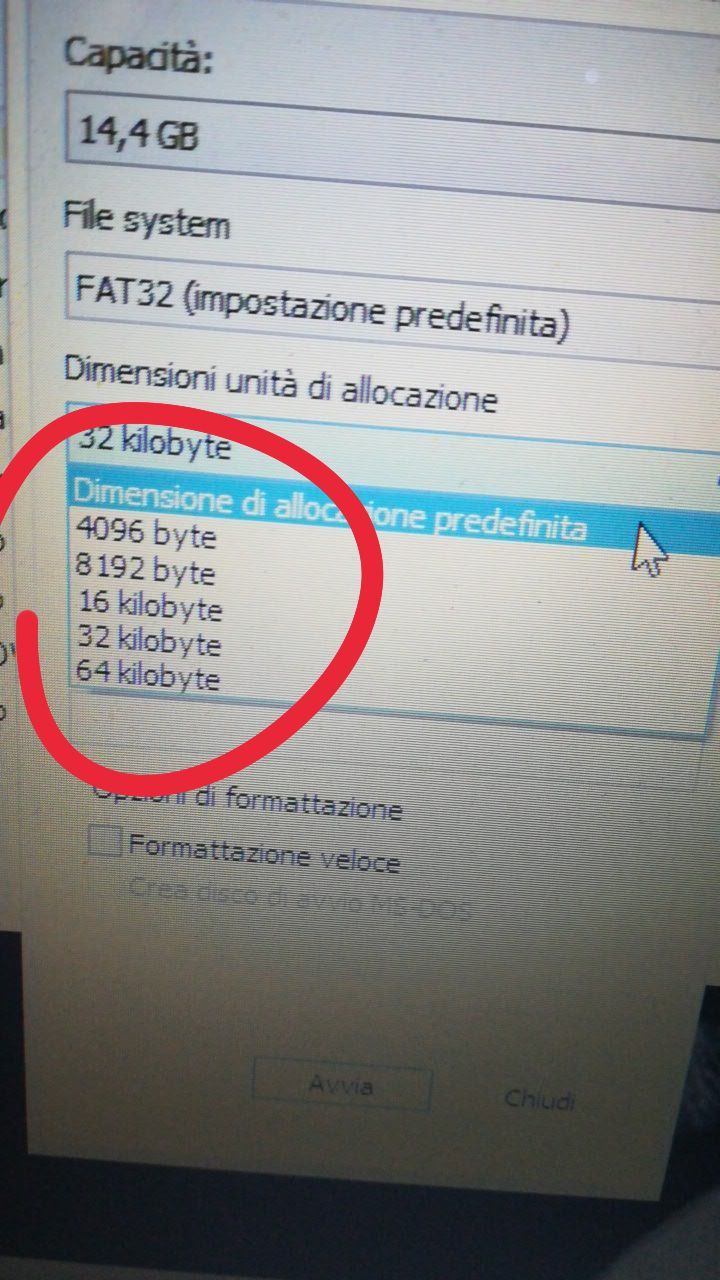 Capacità:
14,4 GB
File system
FAT32 (impostazione predefinita)
Dimensioni unità di allocazione
32 kilobyte
Dimensione di allocazione predefinita
4096 byte
8192 byte
16 kilobyte
32 kilobyte
64 kilobyte
Opzioni di formattazione
Formattazione veloce
Crea disco di avvio MS-DOS
Avvia
Chiudi